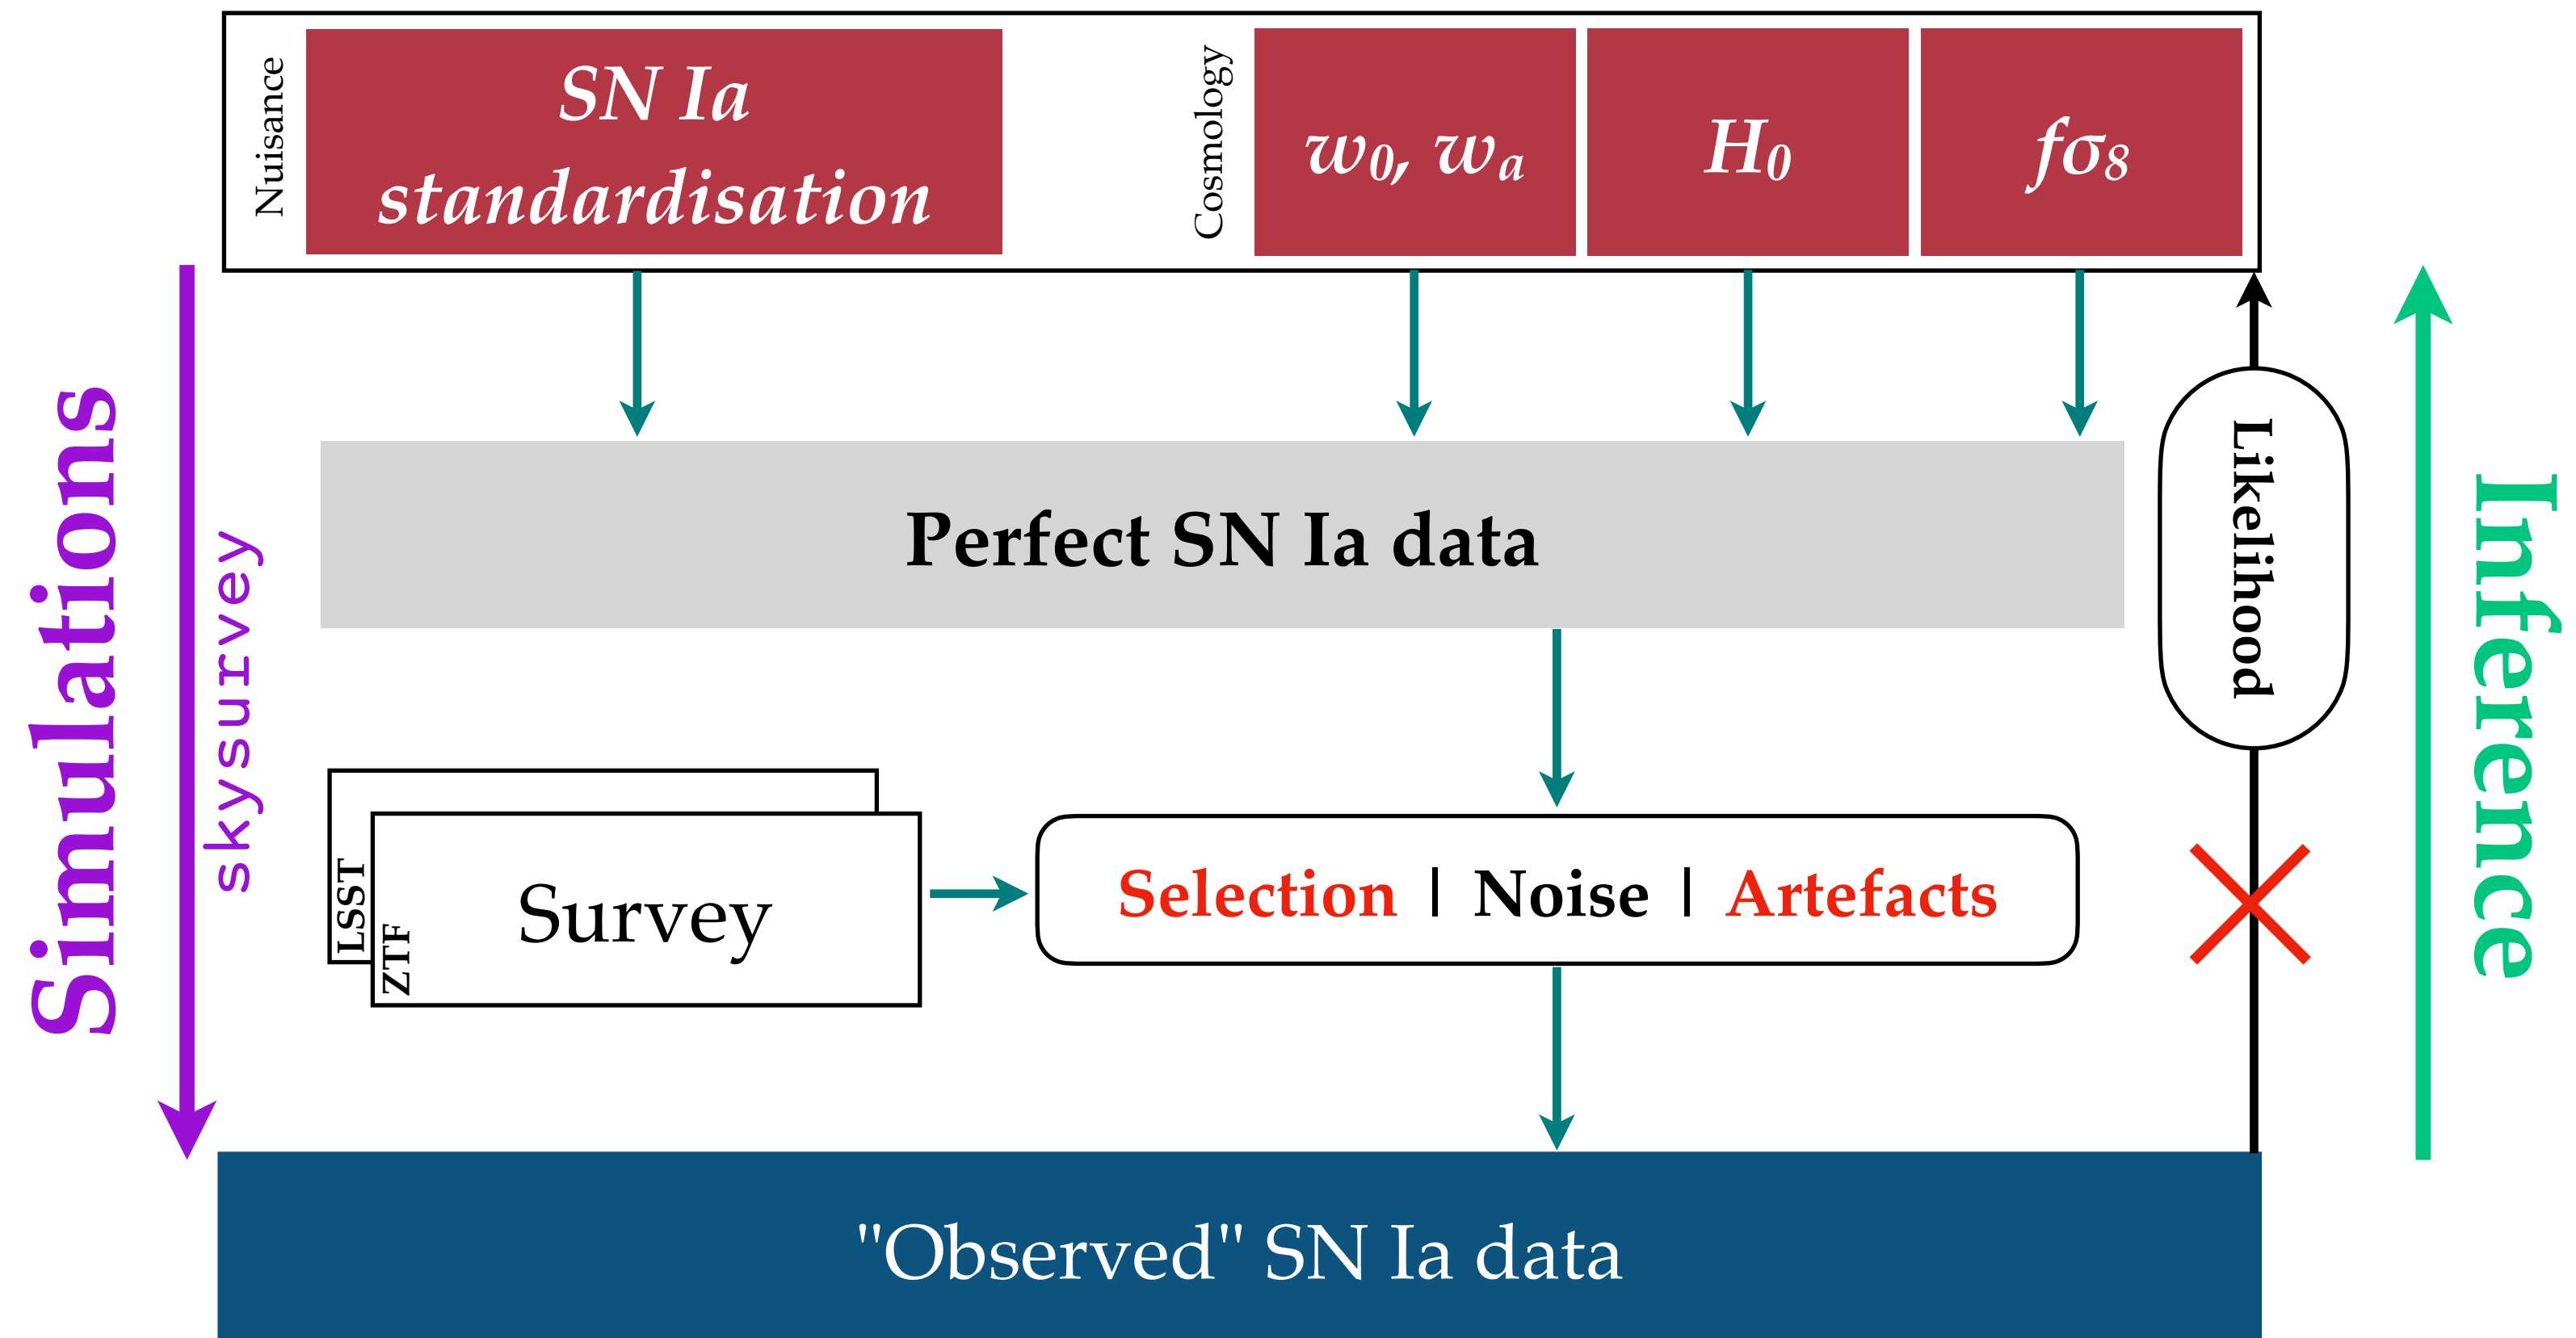 Nuisance
SN Ia
standardisation
Cosmology
w₀, wₐ
H₀
fσ₈
Simulations
skysurvey
Perfect SN Ia data
Likelihood
Inference
LSST
ZTF
Survey
Selection | Noise | Artefacts
"Observed" SN Ia data